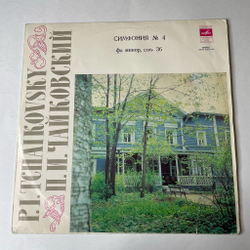 СИМФОНИЯ № 4
фа минор, соч. 36
P.I. TCHAIKOVSKY
П.И. ЧАЙКОВСКИЙ